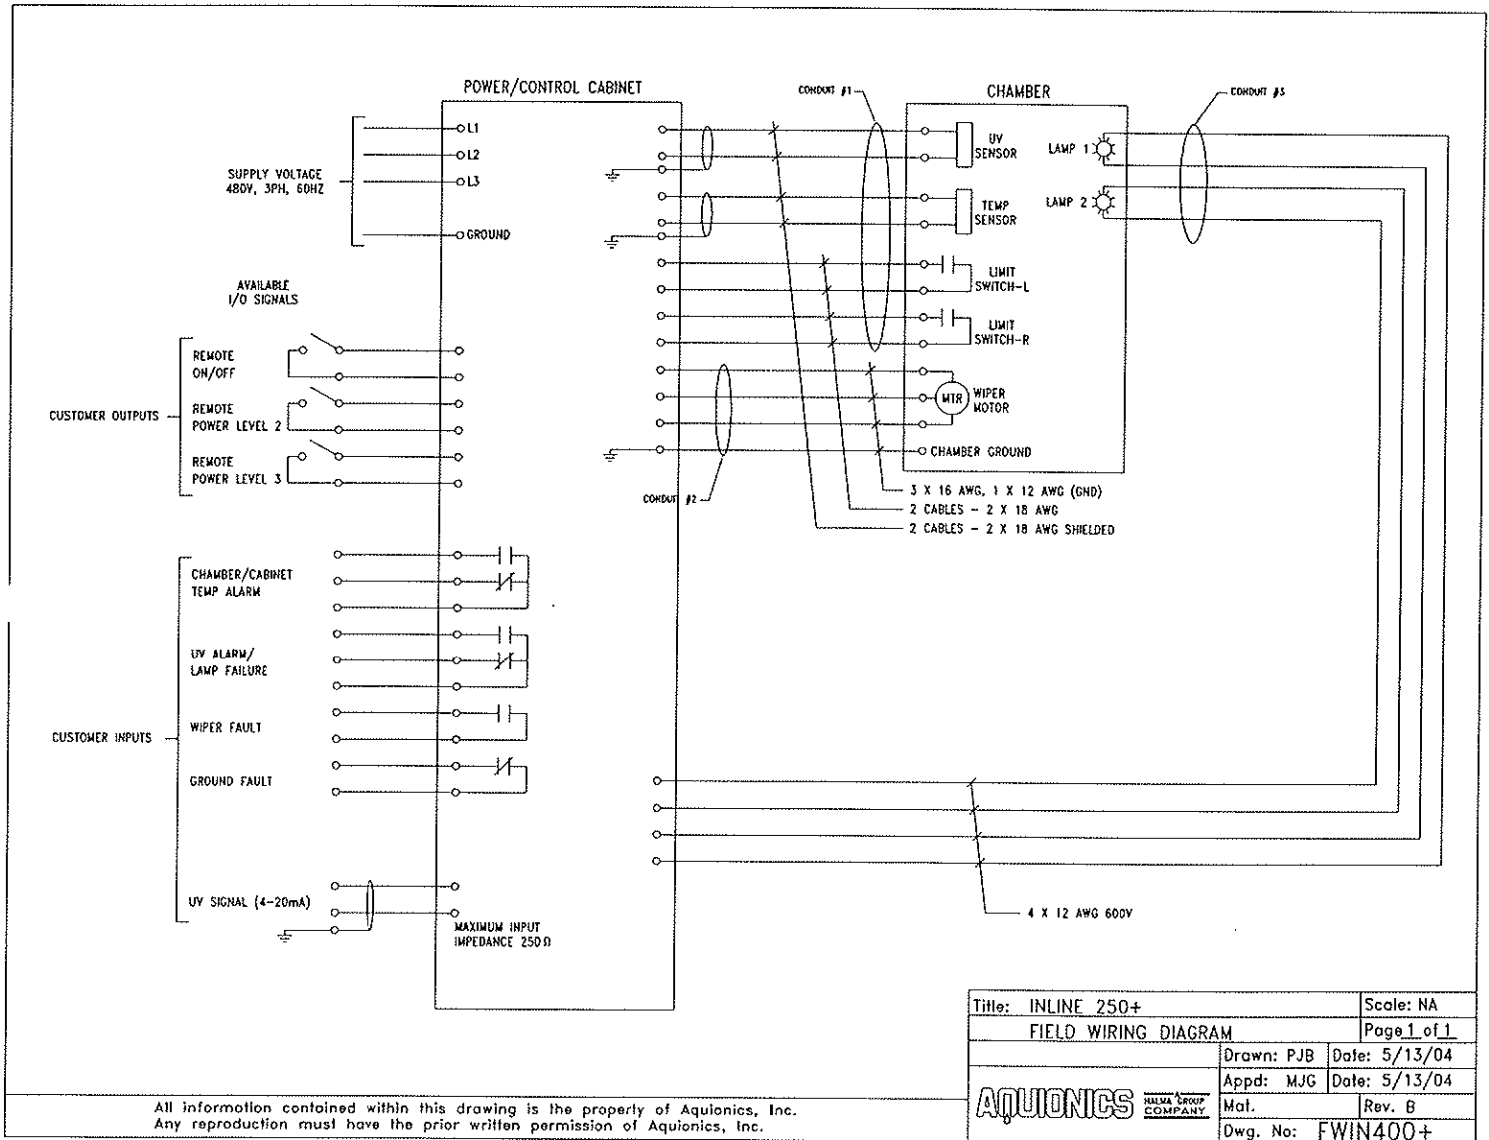 POWER/CONTROL CABINET
CONDUIT #1
CHAMBER
CONDUIT #3
L1
L2
L3
GROUND
SUPPLY VOLTAGE
480V, 3PH, 60HZ
UV
SENSOR
LAMP 1
TEMP
SENSOR
LAMP 2
LIMIT
SWITCH-L
LIMIT
SWITCH-R
MTR
WIPER
MOTOR
CHAMBER GROUND
AVAILABLE
I/O SIGNALS
REMOTE
ON/OFF
CUSTOMER OUTPUTS
REMOTE
POWER LEVEL 2
REMOTE
POWER LEVEL 3
CONDUIT #2
3 X 16 AWG, 1 X 12 AWG (GND)
2 CABLES - 2 X 18 AWG
2 CABLES - 2 X 18 AWG SHIELDED
CHAMBER/CABINET
TEMP ALARM
UV ALARM/
LAMP FAILURE
CUSTOMER INPUTS
WIPER FAULT
GROUND FAULT
UV SIGNAL (4-20mA)
MAXIMUM INPUT
IMPEDANCE 250Ω
4 X 12 AWG 600V
Title: INLINE 250+
Scale: NA
FIELD WIRING DIAGRAM
Page 1 of 1
Drawn: PJB Date: 5/13/04
Appd: MJG Date: 5/13/04
AQUIONICS
A
HALMA GROUP
COMPANY
Mat.
Rev. B
Dwg. No: FWIN400+
All information contained within this drawing is the property of Aquionics, Inc.
Any reproduction must have the prior written permission of Aquionics, Inc.